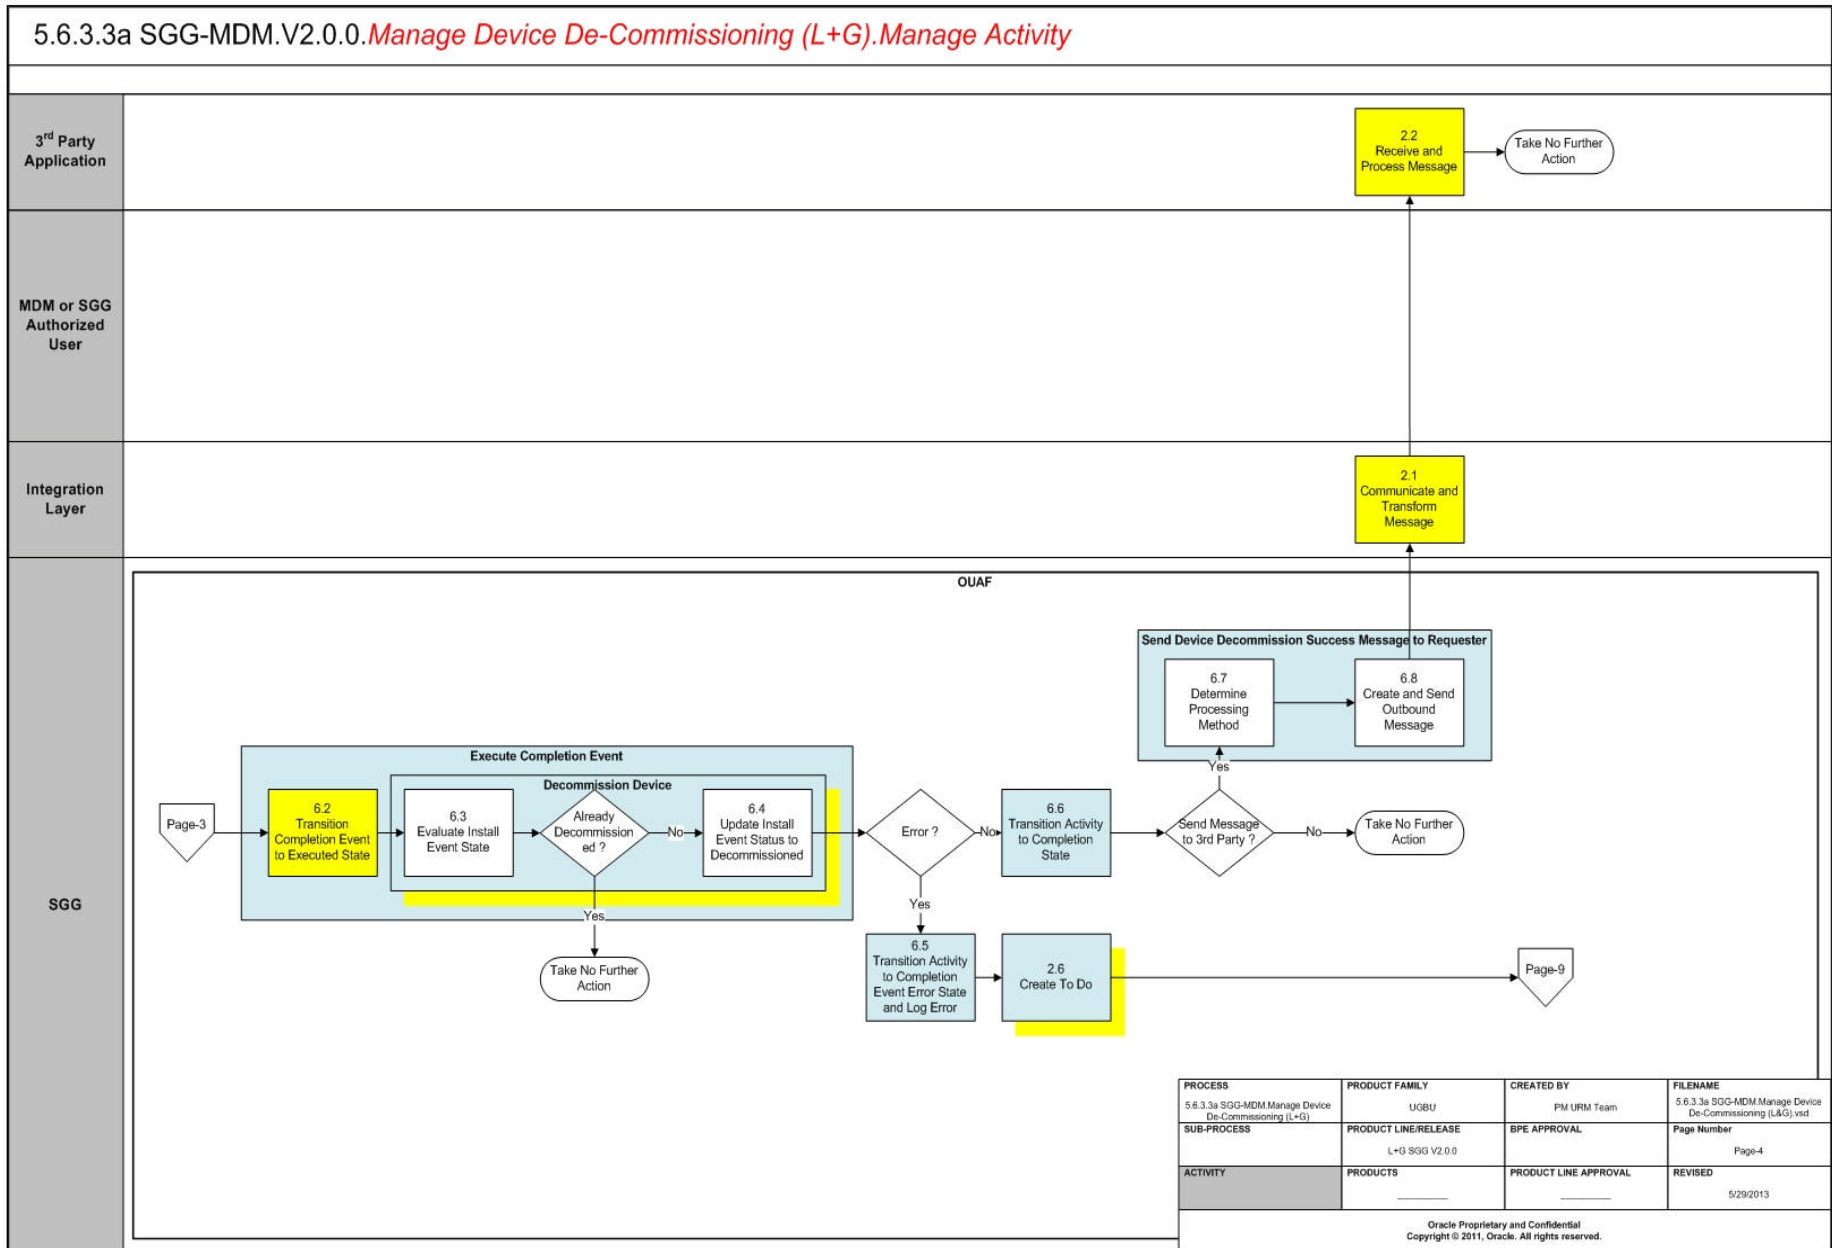 5.6.3.3a SGG-MDM.V2.0.0.Manage Device De-Commissioning (L+G).Manage Activity
3rd Party
Application
2.2
Receive and
Process Message
Take No Further
Action
MDM or SGG
Authorized
User
Integration
Layer
2.1
Communicate and
Transform
Message
SGG
OUAF
Send Device Decommission Success Message to Requester
6.7
Determine
Processing
Method
6.8
Create and Send
Outbound
Message
Yes
Execute Completion Event
Decommission Device
Page-3
6.2
Transition
Completion Event
to Executed State
6.3
Evaluate Install
Event State
Already
Decommission
ed ?
No
6.4
Update Install
Event Status to
Decommissioned
Error ?
No
6.6
Transition Activity
to Completion
State
Send Message
to 3rd Party ?
No
Take No Further
Action
Yes
Take No Further
Action
Yes
6.5
Transition Activity
to Completion
Event Error State
and Log Error
2.6
Create To Do
Page-9
PROCESS
5.6.3.3a SGG-MDM.Manage Device
De-Commissioning (L+G)
PRODUCT FAMILY
UGBU
CREATED BY
PM URM Team
FILENAME
5.6.3.3a SGG-MDM.Manage Device
De-Commissioning (L&G).vsd
SUB-PROCESS
PRODUCT LINE/RELEASE
L+G SGG V2.0.0
BPE APPROVAL
Page Number
Page-4
ACTIVITY
PRODUCTS
PRODUCT LINE APPROVAL
REVISED
5/29/2013
Oracle Proprietary and Confidential
Copyright © 2011, Oracle. All rights reserved.